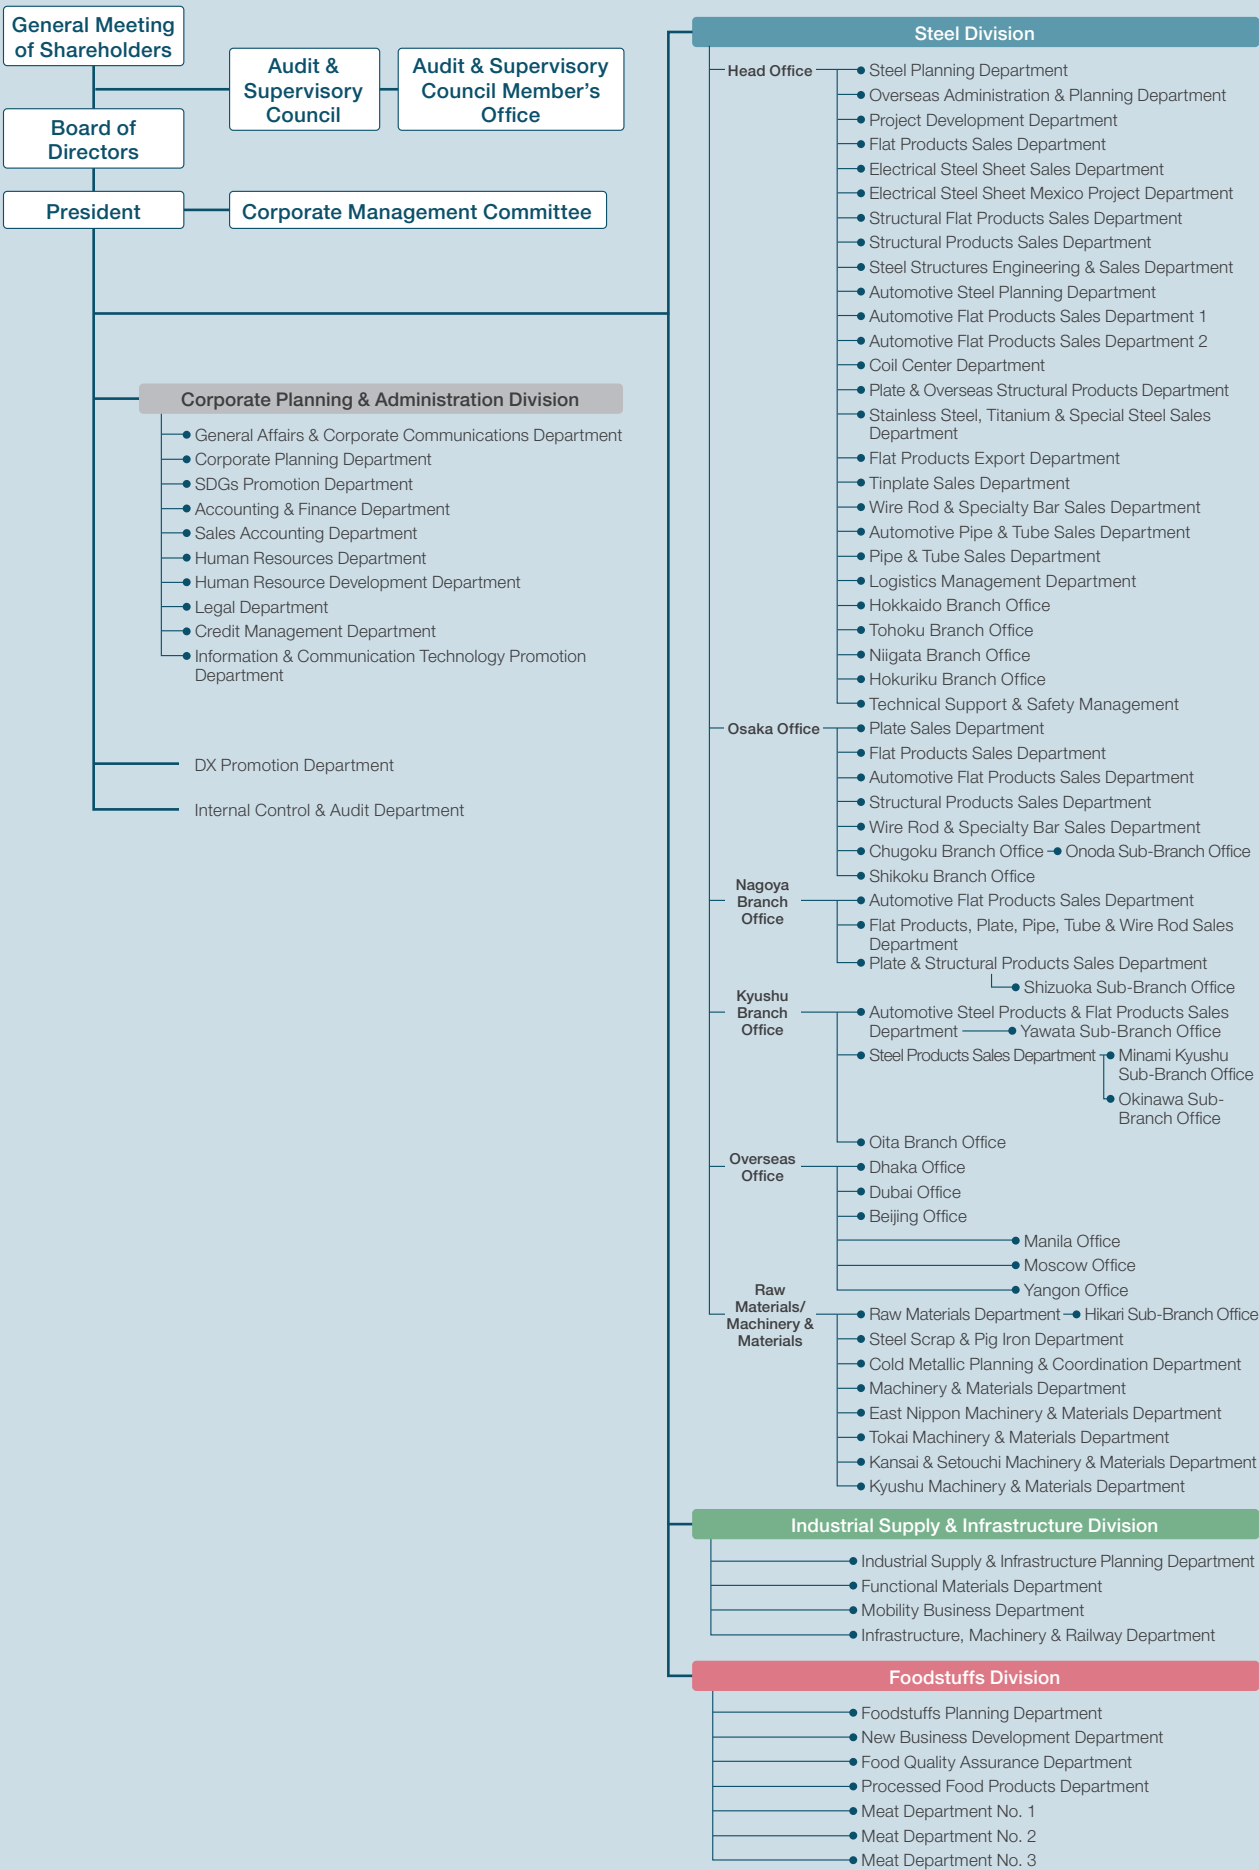 General Meeting
of Shareholders
Audit &
Supervisory
Council
Audit & Supervisory
Council Member's
Office
Board of
Directors
President
Corporate Management Committee
Corporate Planning & Administration Division
General Affairs & Corporate Communications Department
Corporate Planning Department
SDGs Promotion Department
Accounting & Finance Department
Sales Accounting Department
Human Resources Department
Human Resource Development Department
Legal Department
Credit Management Department
Information & Communication Technology Promotion
Department
DX Promotion Department
Internal Control & Audit Department
Steel Division
Head Office
Steel Planning Department
Overseas Administration & Planning Department
Project Development Department
Flat Products Sales Department
Electrical Steel Sheet Sales Department
Electrical Steel Sheet Mexico Project Department
Structural Flat Products Sales Department
Structural Products Sales Department
Steel Structures Engineering & Sales Department
Automotive Steel Planning Department
Automotive Flat Products Sales Department 1
Automotive Flat Products Sales Department 2
Coil Center Department
Plate & Overseas Structural Products Department
Stainless Steel, Titanium & Special Steel Sales
Department
Flat Products Export Department
Tinplate Sales Department
Wire Rod & Specialty Bar Sales Department
Automotive Pipe & Tube Sales Department
Pipe & Tube Sales Department
Logistics Management Department
Hokkaido Branch Office
Tohoku Branch Office
Niigata Branch Office
Hokuriku Branch Office
Technical Support & Safety Management
Osaka Office
Plate Sales Department
Flat Products Sales Department
Automotive Flat Products Sales Department
Structural Products Sales Department
Wire Rod & Specialty Bar Sales Department
Chugoku Branch Office
Onoda Sub-Branch Office
Shikoku Branch Office
Nagoya
Branch
Office
Automotive Flat Products Sales Department
Flat Products, Plate, Pipe, Tube & Wire Rod Sales
Department
Plate & Structural Products Sales Department
Shizuoka Sub-Branch Office
Kyushu
Branch
Office
Automotive Steel Products & Flat Products Sales
Department
Yawata Sub-Branch Office
Steel Products Sales Department
Minami Kyushu
Sub-Branch Office
Okinawa Sub-
Branch Office
Oita Branch Office
Overseas
Office
Dhaka Office
Dubai Office
Beijing Office
Manila Office
Moscow Office
Yangon Office
Raw
Materials/
Machinery &
Materials
Raw Materials Department
Hikari Sub-Branch Office
Steel Scrap & Pig Iron Department
Cold Metallic Planning & Coordination Department
Machinery & Materials Department
East Nippon Machinery & Materials Department
Tokai Machinery & Materials Department
Kansai & Setouchi Machinery & Materials Department
Kyushu Machinery & Materials Department
Industrial Supply & Infrastructure Division
Industrial Supply & Infrastructure Planning Department
Functional Materials Department
Mobility Business Department
Infrastructure, Machinery & Railway Department
Foodstuffs Division
Foodstuffs Planning Department
New Business Development Department
Food Quality Assurance Department
Processed Food Products Department
Meat Department No. 1
Meat Department No. 2
Meat Department No. 3